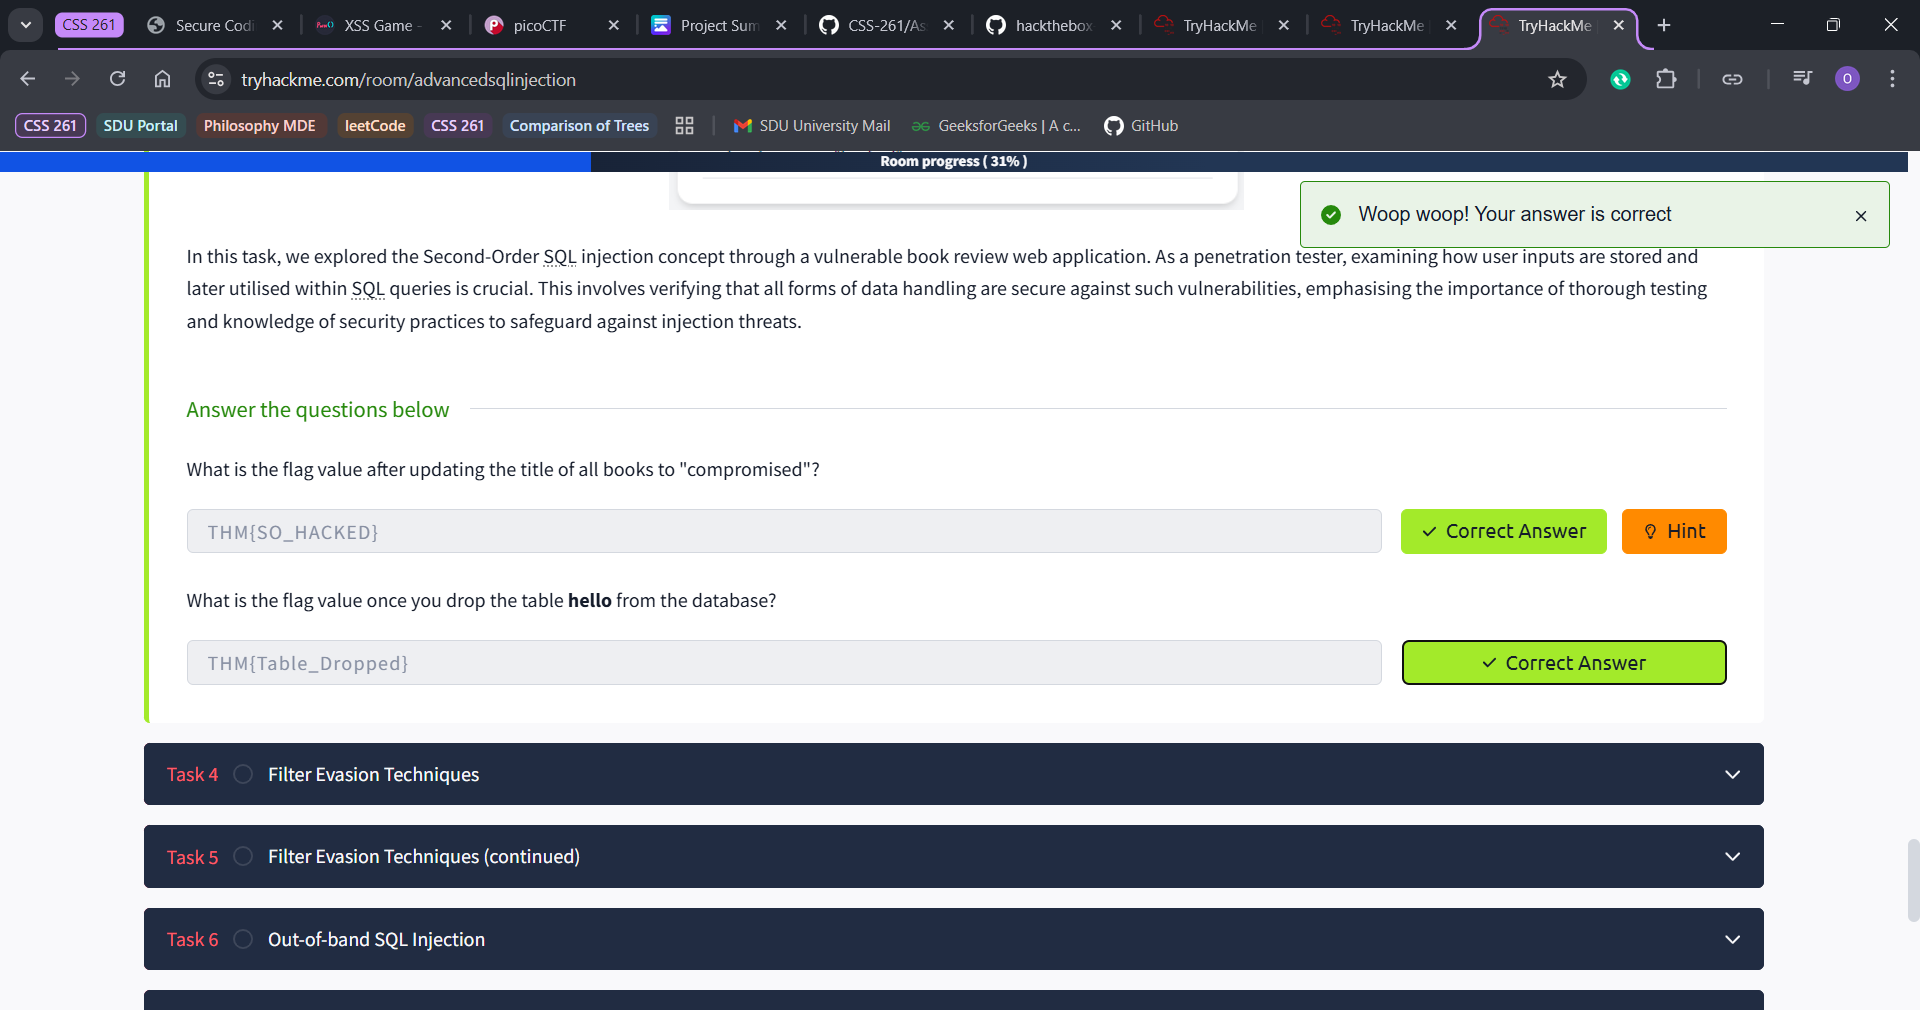 CSS 261
Secure Codi
XSS Game -
picoCTF
Project Sum
CSS-261/As
hackthebox
TryHackMe
TryHackMe
TryHackMe
tryhackme.com/room/advancedsqlinjection
O
CSS 261
SDU Portal
Philosophy MDE
leetCode
CSS 261
Comparison of Trees
SDU University Mail
GeeksforGeeks | A c...
GitHub
Room progress ( 31% )
Woop woop! Your answer is correct
In this task, we explored the Second-Order SQL injection concept through a vulnerable book review web application. As a penetration tester, examining how user inputs are stored and
later utilised within SQL queries is crucial. This involves verifying that all forms of data handling are secure against such vulnerabilities, emphasising the importance of thorough testing
and knowledge of security practices to safeguard against injection threats.
Answer the questions below
What is the flag value after updating the title of all books to "compromised"?
THM{SO_HACKED}
Correct Answer
Hint
What is the flag value once you drop the table hello from the database?
THM{Table_Dropped}
Correct Answer
Task 4
Filter Evasion Techniques
Task 5
Filter Evasion Techniques (continued)
Task 6
Out-of-band SQL Injection